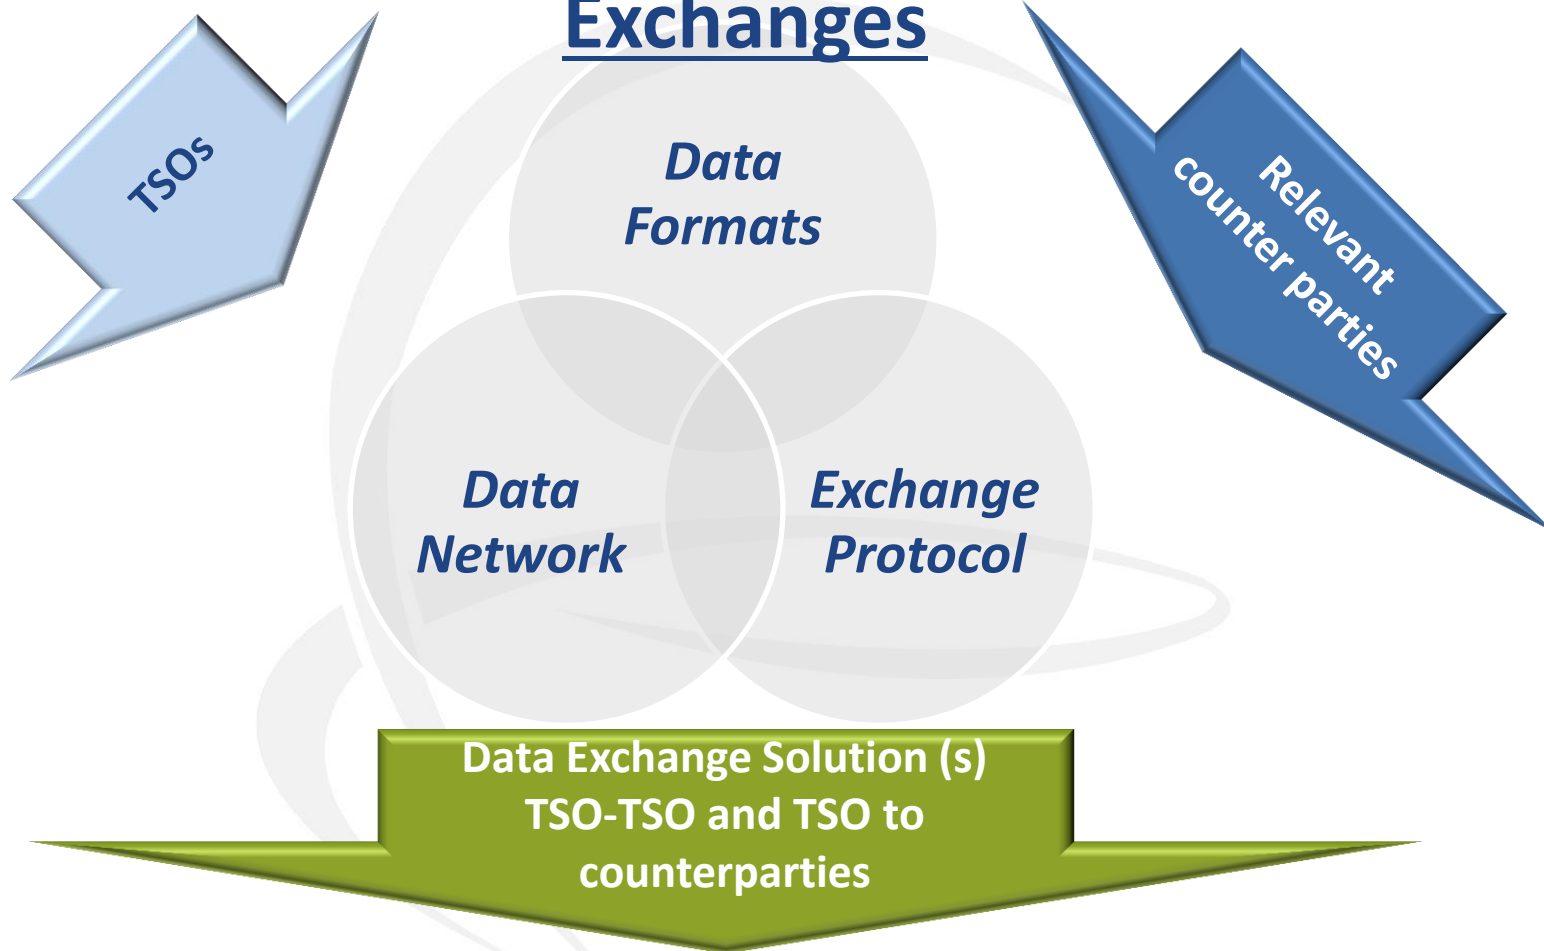 Exchanges
TSOs
Relevant
counter parties
Data
Formats
Data
Network
Exchange
Protocol
Data Exchange Solution (s)
TSO-TSO and TSO to
counterparties